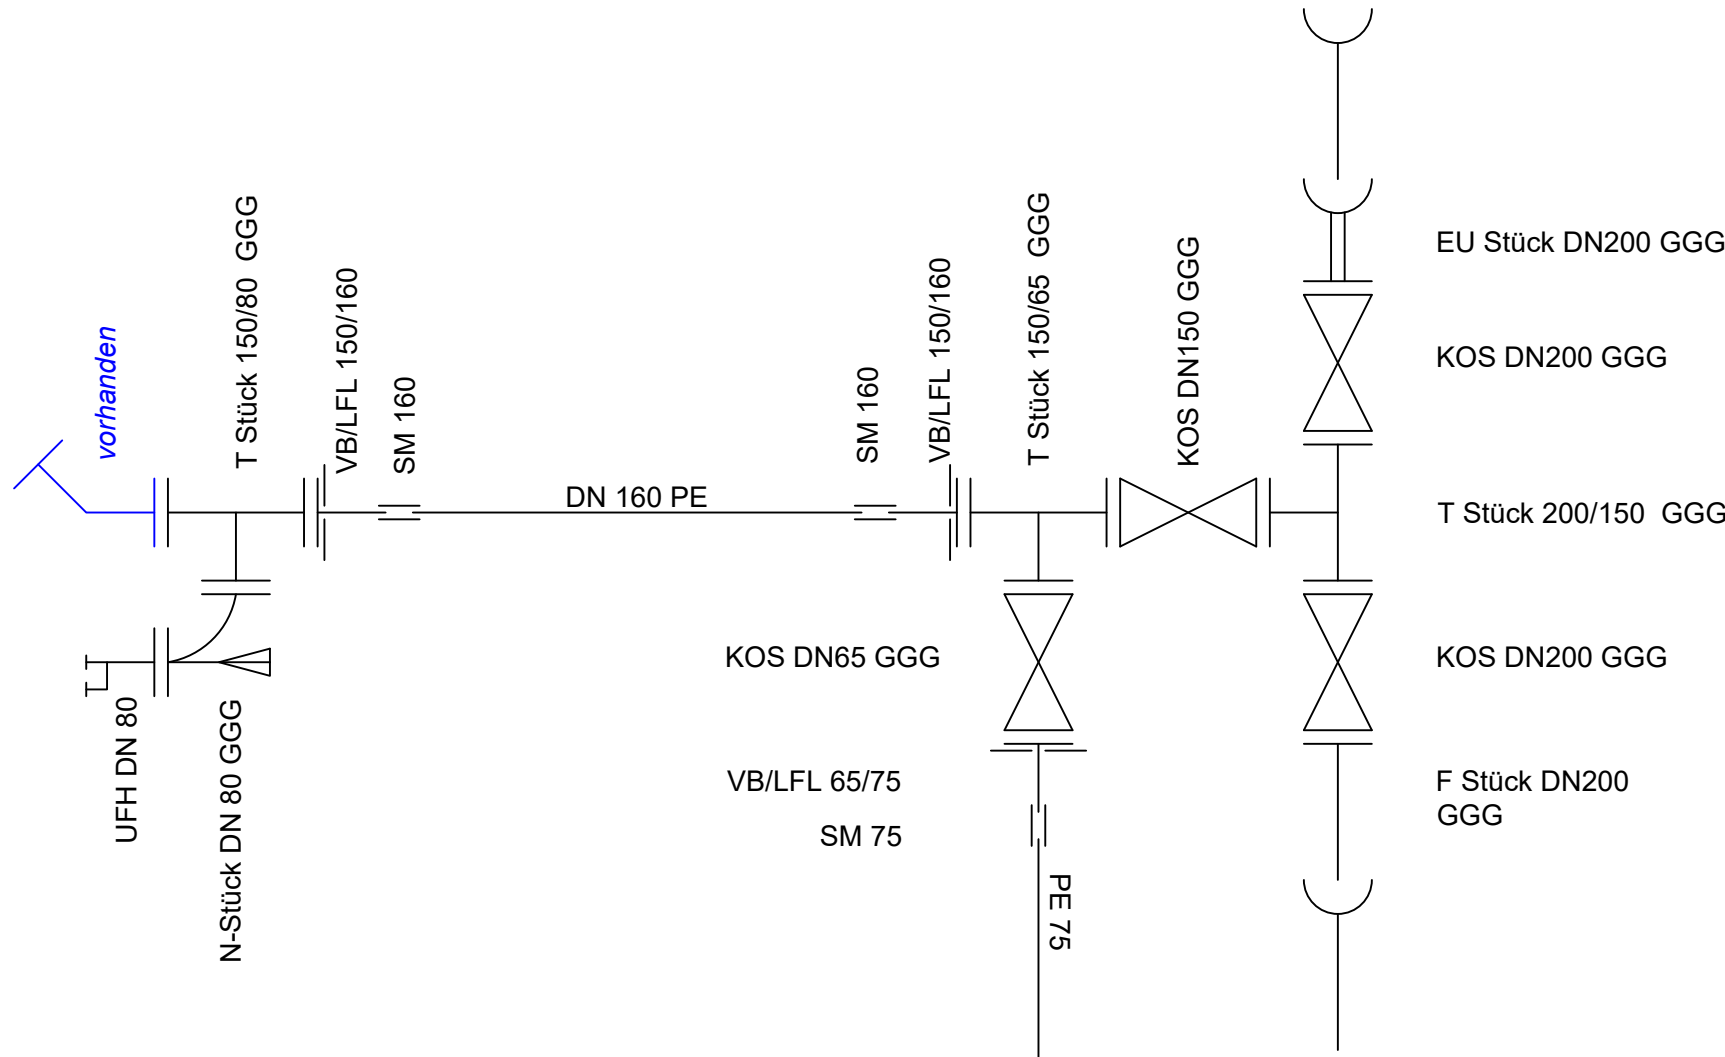 vorhanden
T Stück 150/80  GGG
VB/LFL 150/160
SM 160
DN 160 PE
SM 160
VB/LFL 150/160
T Stück 150/65  GGG
KOS DN150 GGG
EU Stück DN200 GGG
KOS DN200 GGG
T Stück 200/150  GGG
UFH DN 80
N-Stück DN 80 GGG
KOS DN65 GGG
KOS DN200 GGG
VB/LFL 65/75
SM 75
PE 75
F Stück DN200
GGG